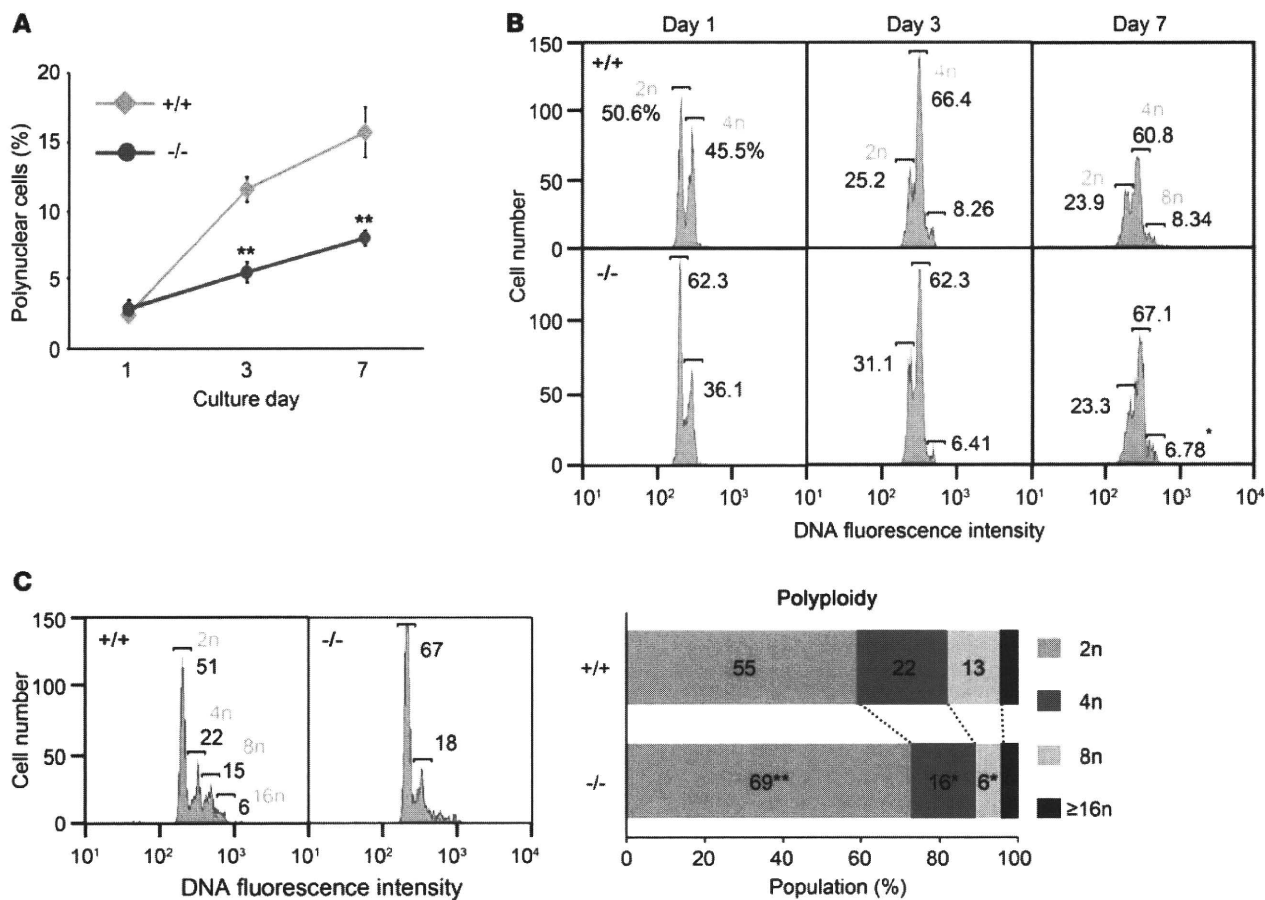 A
Polynuclear cells (%)
20
15
10
5
0
+/+
-/-
**
**
1 3 7
Culture day
B
Day 1 Day 3 Day 7
Cell number
150
100
50
0
+/+
2n
50.6%
4n
45.5%
4n
66.4
2n
25.2
8.26
4n
60.8
2n
23.9
8n
8.34
100
50
0
-/-
62.3
36.1
62.3
31.1
6.41
67.1
23.3
6.78*
10¹ 10² 10³ 10¹ 10² 10³ 10¹ 10² 10³ 10⁴
DNA fluorescence intensity
C
Cell number
150
100
50
0
+/+
2n
51
4n
22
8n
15
16n
6
-/-
67
18
10¹ 10² 10³ 10¹ 10² 10³ 10⁴
DNA fluorescence intensity
Polyploidy
+/+
55 22 13
-/-
69** 16* 6*
0 20 40 60 80 100
Population (%)
2n
4n
8n
≥16n